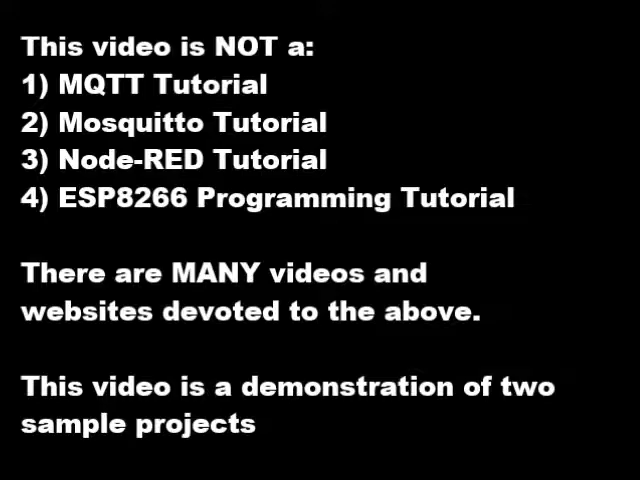 This video is NOT a:
1) MQTT Tutorial
2) Mosquitto Tutorial
3) Node-RED Tutorial
4) ESP8266 Programming Tutorial
There are MANY videos and
websites devoted to the above.
This video is a demonstration of two
sample projects